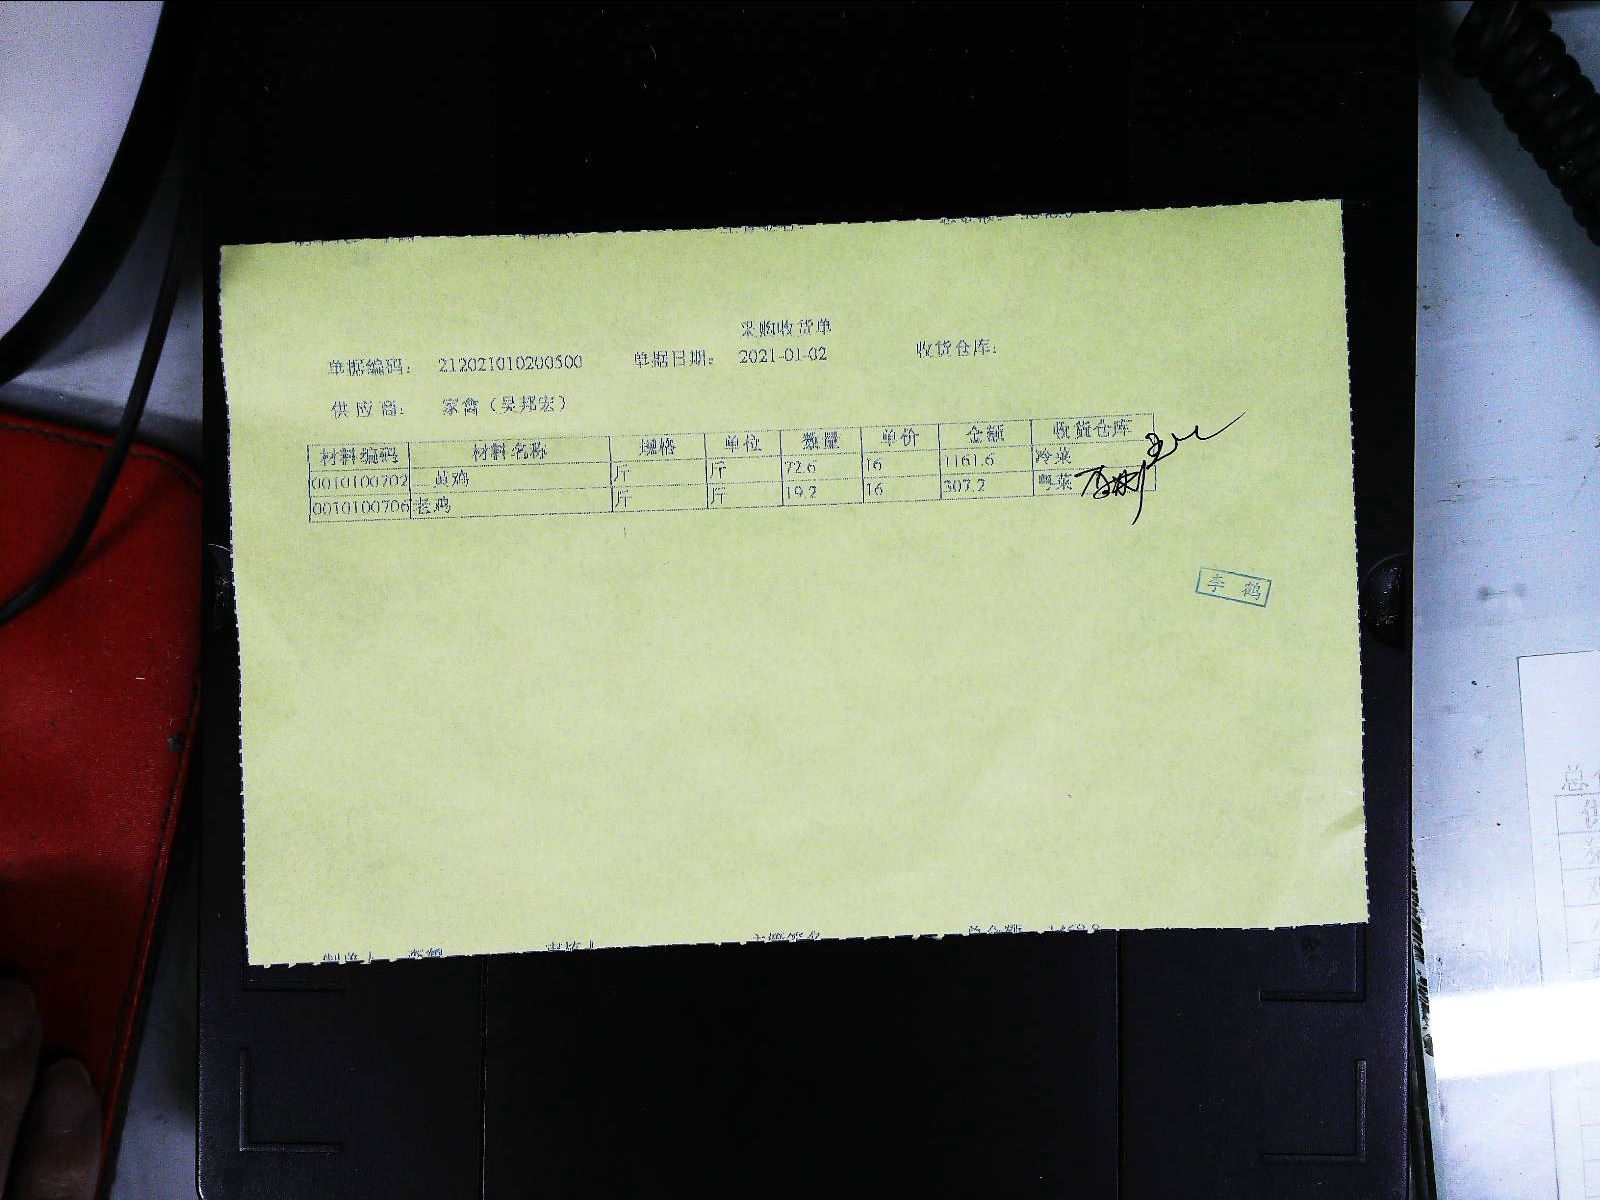 采购收货单
单据编码： 212021010200500 单据日期： 2021-01-02 收货仓库：
供 应 商： 家禽（吴邦宏）
材料编码 材料名称 规格 单位 数量 单价 金额 收货仓库
0010100702 黄鸡 斤 斤 72.6 16 1161.6 冷菜
0010100706 老鸡 斤 斤 19.2 16 307.2 粤菜
李 鹤